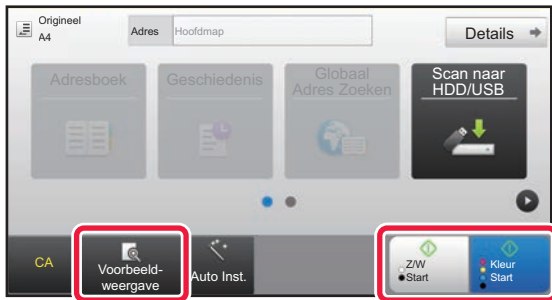 Origineel
A4
Adres
Hoofdmap
Details
Adresboek
Geschiedenis
Globaal
Adres Zoeken
Scan naar
HDD/USB
CA
Voorbeeld-
weergave
Auto Inst.
Z/W
Start
Kleur
Start